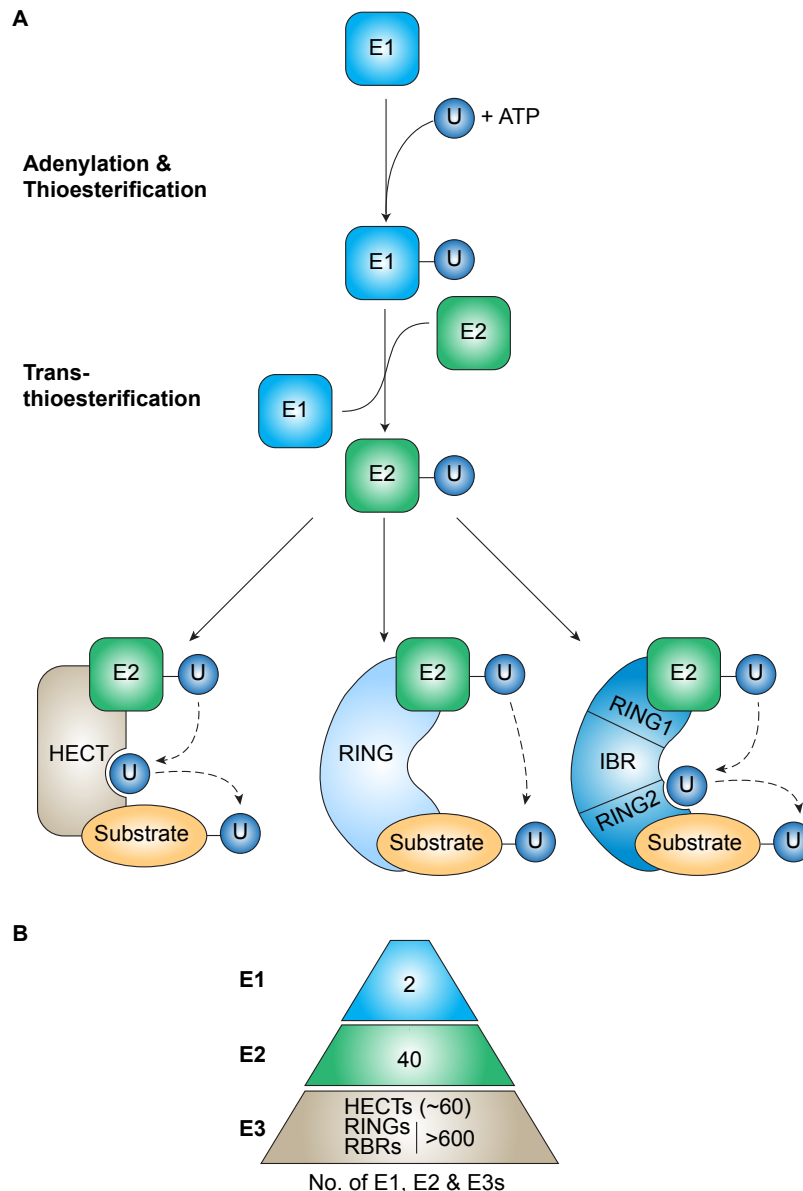 A
E1
U + ATP
Adenylation &
Thioesterification
E1 U
E2
Trans-
thioesterification
E1
E2 U
E2 U
HECT
U
Substrate U
E2 U
RING
Substrate U
E2 U
RING1
IBR
U
RING2
Substrate U
B
E1
2
E2
40
E3
HECTs (~60)
RINGs
RBRs
>600
No. of E1, E2 & E3s